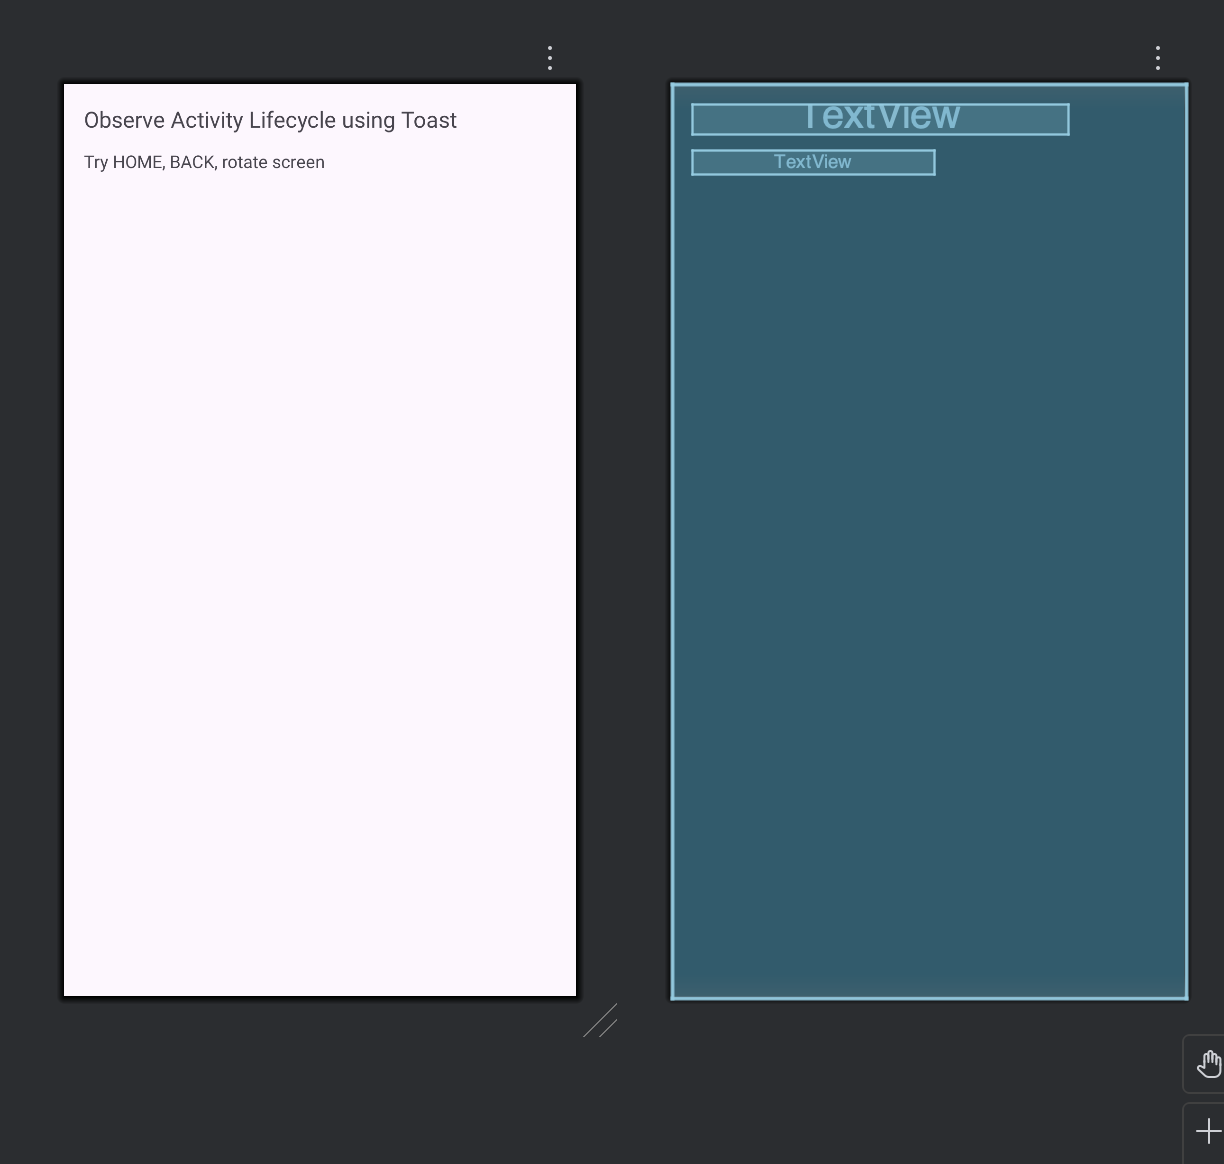 Observe Activity Lifecycle using Toast
Try HOME, BACK, rotate screen
TextView
TextView